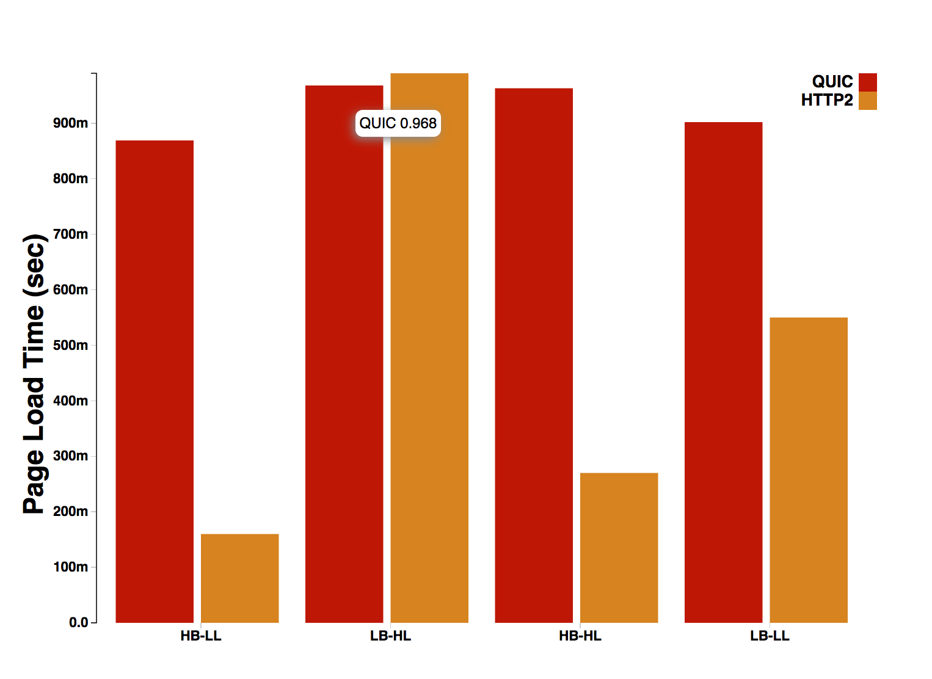 QUIC
HTTP2
QUIC 0.968
Page Load Time (sec)
900m
800m
700m
600m
500m
400m
300m
200m
100m
0.0
HB-LL
LB-HL
HB-HL
LB-LL